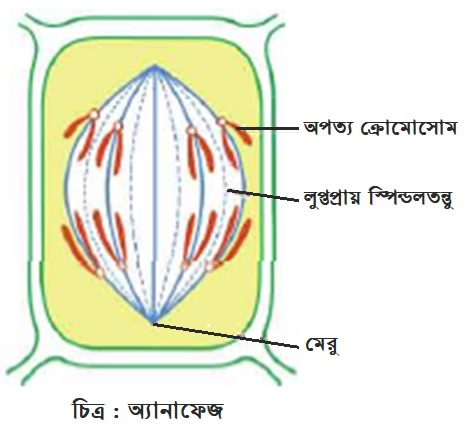 অপত্য ক্রোমোসোম
লুপ্তপ্রায় স্পিন্ডলতন্তু
মেরু
চিত্র : অ্যানাফেজ